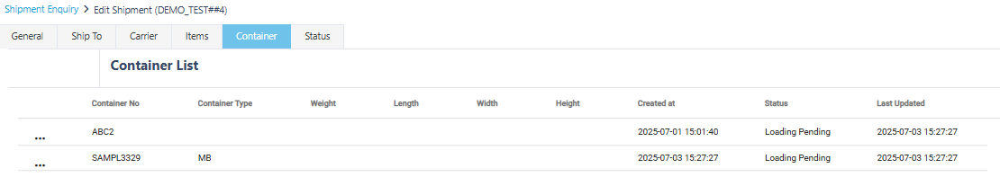 Shipment Enquiry > Edit Shipment (DEMO_TEST##4)
General Ship To Carrier Items Container Status
Container List
Container No Container Type Weight Length Width Height Created at Status Last Updated
... ABC2 2025-07-01 15:01:40 Loading Pending 2025-07-03 15:27:27
... SAMPL3329 MB 2025-07-03 15:27:27 Loading Pending 2025-07-03 15:27:27